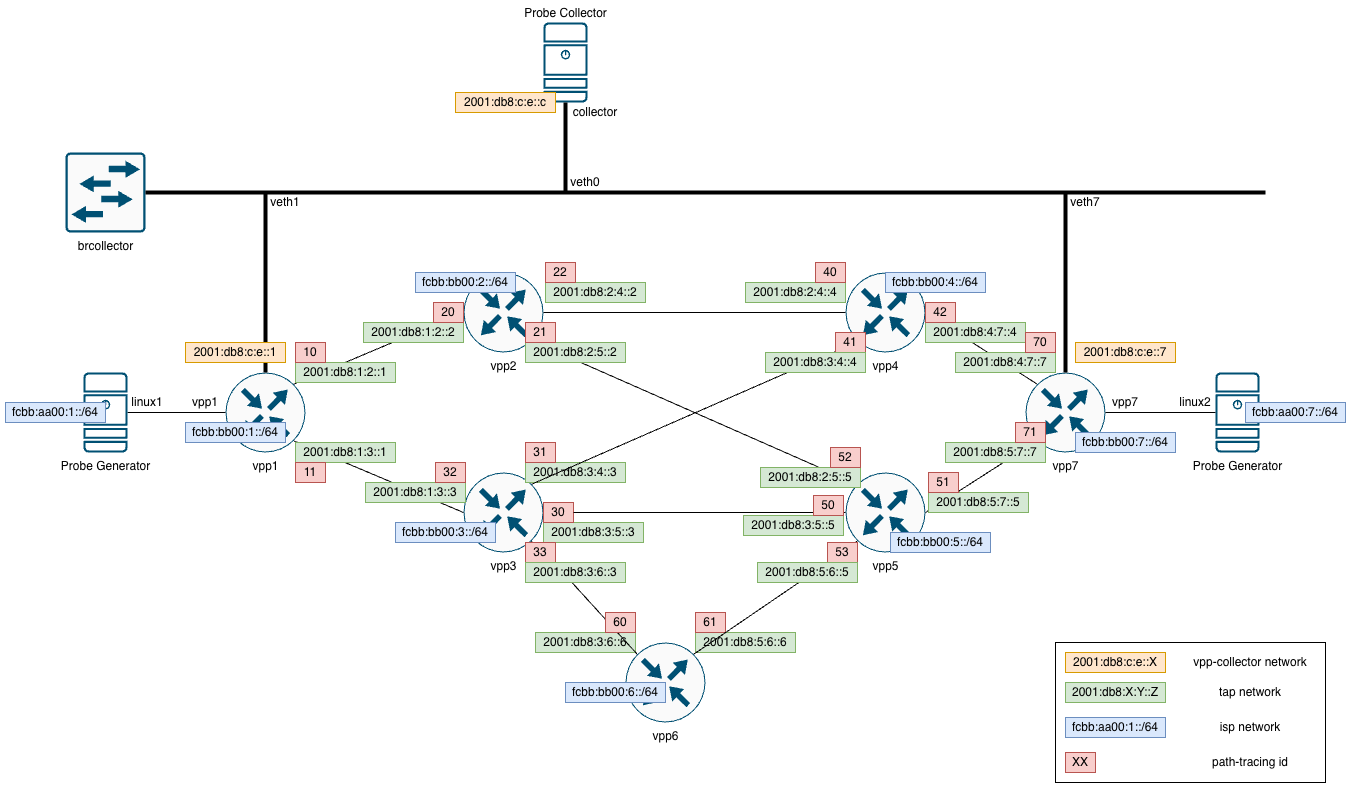 Probe Collector
2001:db8:c:e::c
collector
veth0
brcollector
veth1
veth7
fcbb:bb00:2::/64
22
2001:db8:2:4::2
40
2001:db8:2:4::4
fcbb:bb00:4::/64
20
2001:db8:1:2::2
21
2001:db8:2:5::2
vpp2
41
2001:db8:3:4::4
vpp4
42
2001:db8:4:7::4
70
2001:db8:4:7::7
2001:db8:c:e::1
10
2001:db8:1:2::1
2001:db8:c:e::7
linux1
vpp1
fcbb:aa00:1::/64
fcbb:bb00:1::/64
Probe Generator
vpp1
2001:db8:1:3::1
11
vpp7
linux2
fcbb:aa00:7::/64
71
fcbb:bb00:7::/64
2001:db8:5:7::7
vpp7
Probe Generator
32
2001:db8:1:3::3
31
2001:db8:3:4::3
30
2001:db8:3:5::3
fcbb:bb00:3::/64
33
2001:db8:3:6::3
vpp3
52
2001:db8:2:5::5
50
2001:db8:3:5::5
51
2001:db8:5:7::5
fcbb:bb00:5::/64
53
2001:db8:5:6::5
vpp5
60
2001:db8:3:6::6
61
2001:db8:5:6::6
fcbb:bb00:6::/64
vpp6
2001:db8:c:e::X
vpp-collector network
2001:db8:X:Y::Z
tap network
fcbb:aa00:1::/64
isp network
XX
path-tracing id